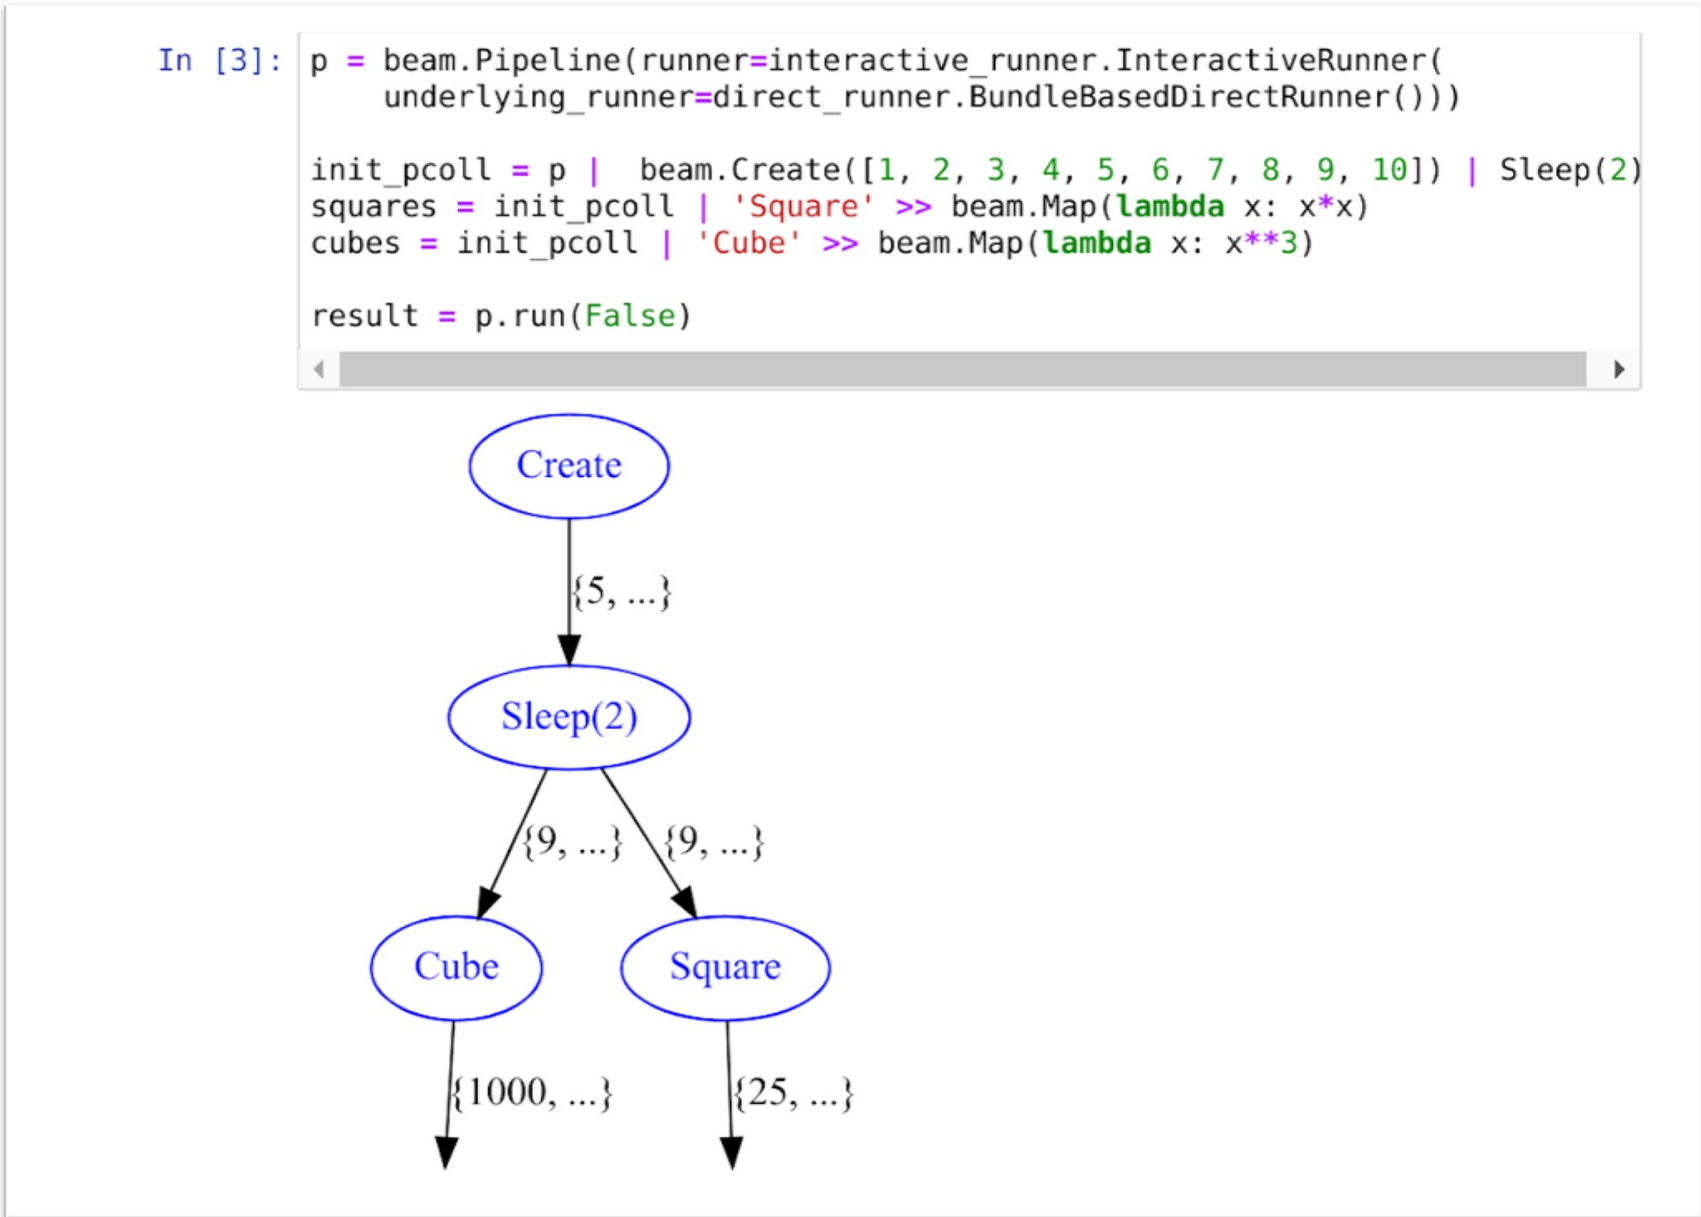 In [3]: p = beam.Pipeline(runner=interactive_runner.InteractiveRunner(
underlying_runner=direct_runner.BundleBasedDirectRunner()))
init_pcoll = p |  beam.Create([1, 2, 3, 4, 5, 6, 7, 8, 9, 10]) | Sleep(2)
squares = init_pcoll | 'Square' >> beam.Map(lambda x: x*x)
cubes = init_pcoll | 'Cube' >> beam.Map(lambda x: x**3)
result = p.run(False)
Create
{5, ...}
Sleep(2)
{9, ...} {9, ...}
Cube Square
{1000, ...} {25, ...}